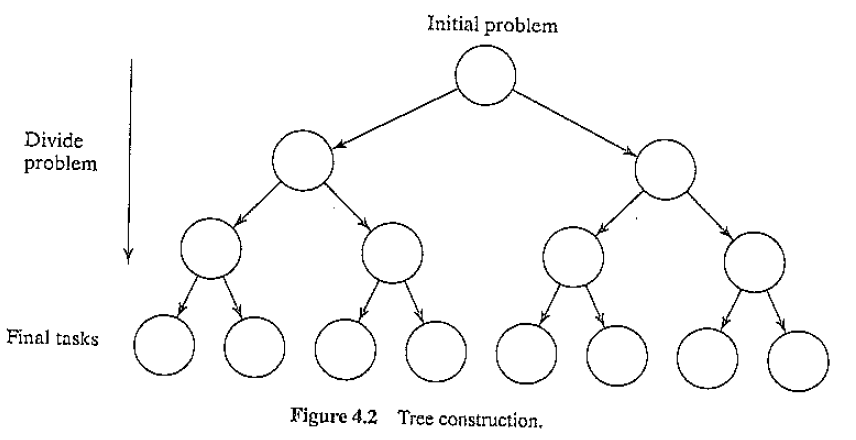 Initial problem
Divide
problem
Final tasks
Figure 4.2 Tree construction.